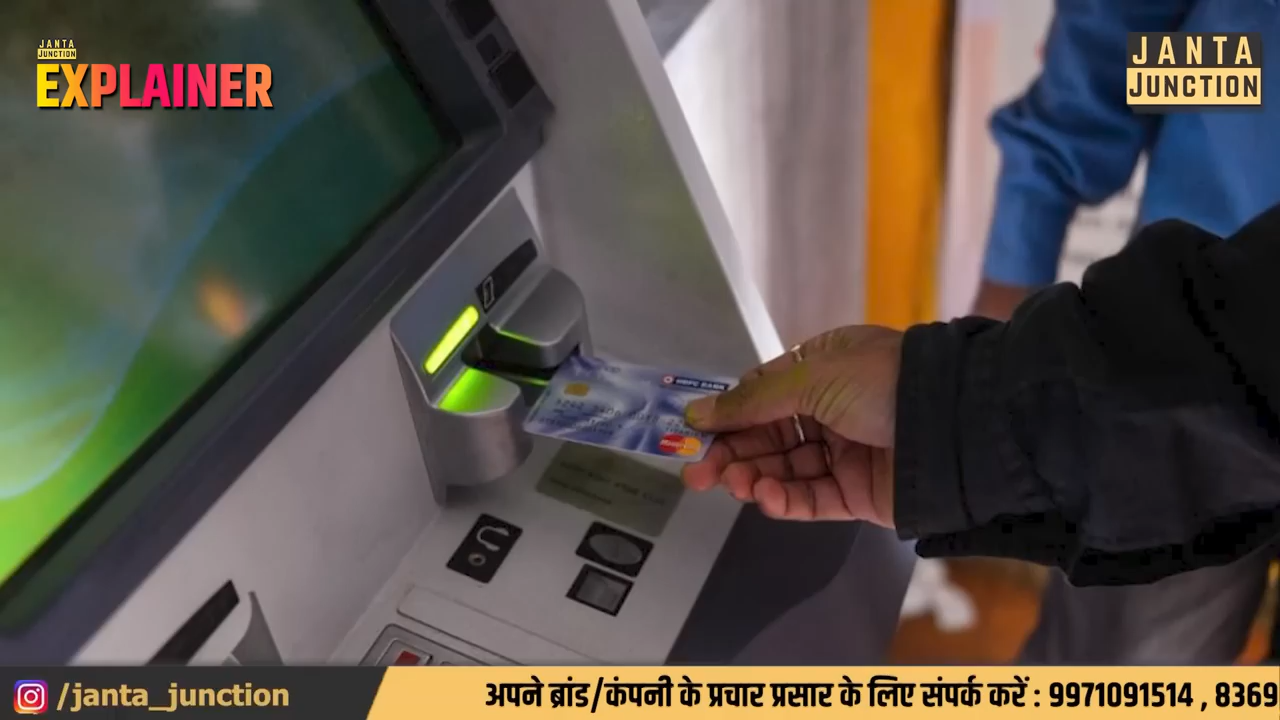 JANTA
JUNCTION
EXPLAINER
JANTA
JUNCTION
HDFC BANK
/janta_junction
अपने ब्रांड/कंपनी के प्रचार प्रसार के लिए संपर्क करें : 9971091514 , 8369